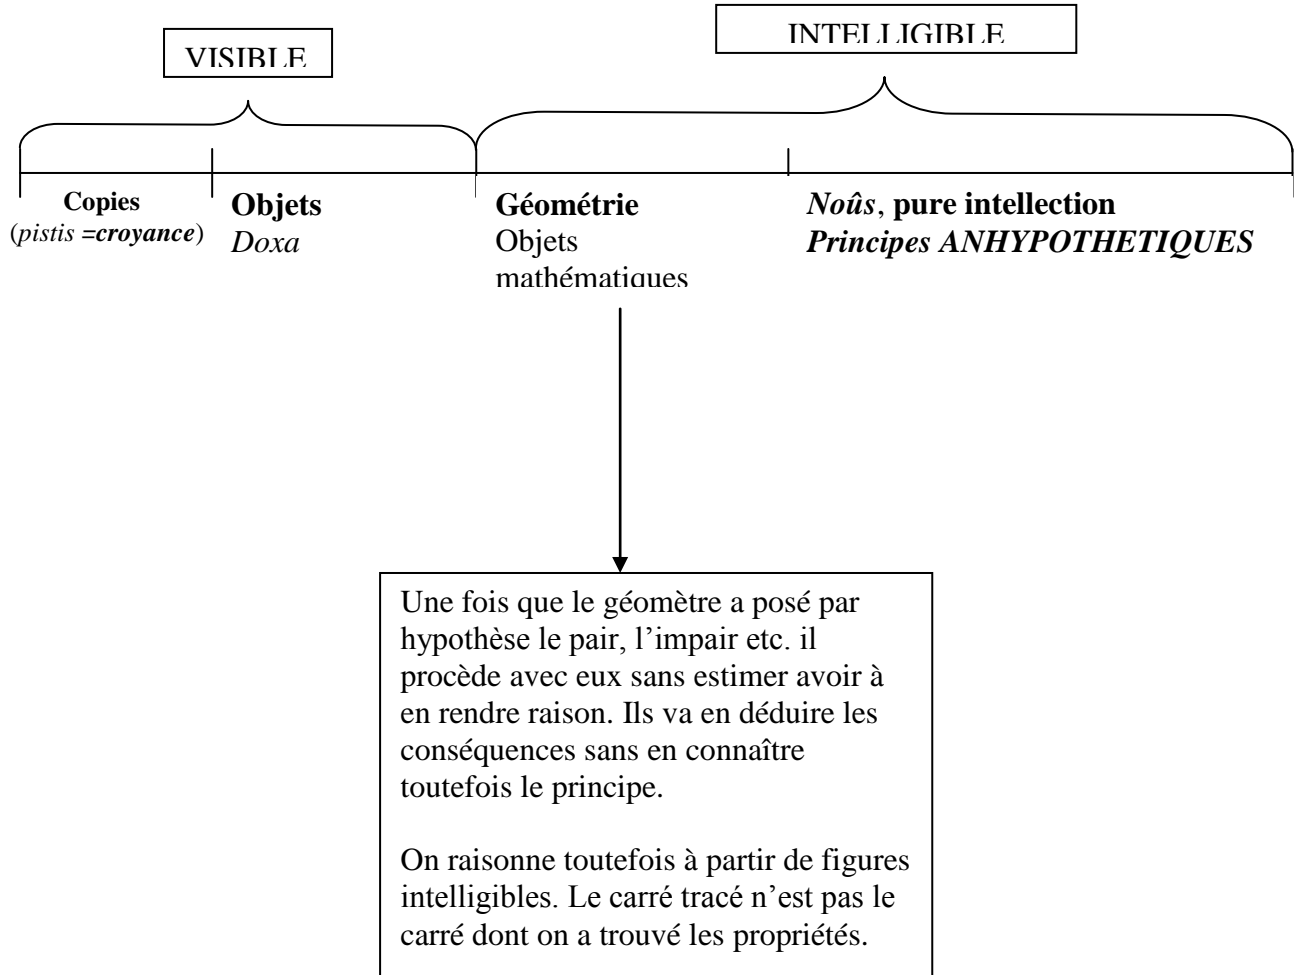 VISIBLE
INTELLIGIBLE
Copies
(pistis =croyance)
Objets
Doxa
Géométrie
Objets
mathématiques
Noûs, pure intellection
Principes ANHYPOTHETIQUES
Une fois que le géomètre a posé par
hypothèse le pair, l’impair etc. il
procède avec eux sans estimer avoir à
en rendre raison. Ils va en déduire les
conséquences sans en connaître
toutefois le principe.
On raisonne toutefois à partir de figures
intelligibles. Le carré tracé n’est pas le
carré dont on a trouvé les propriétés.